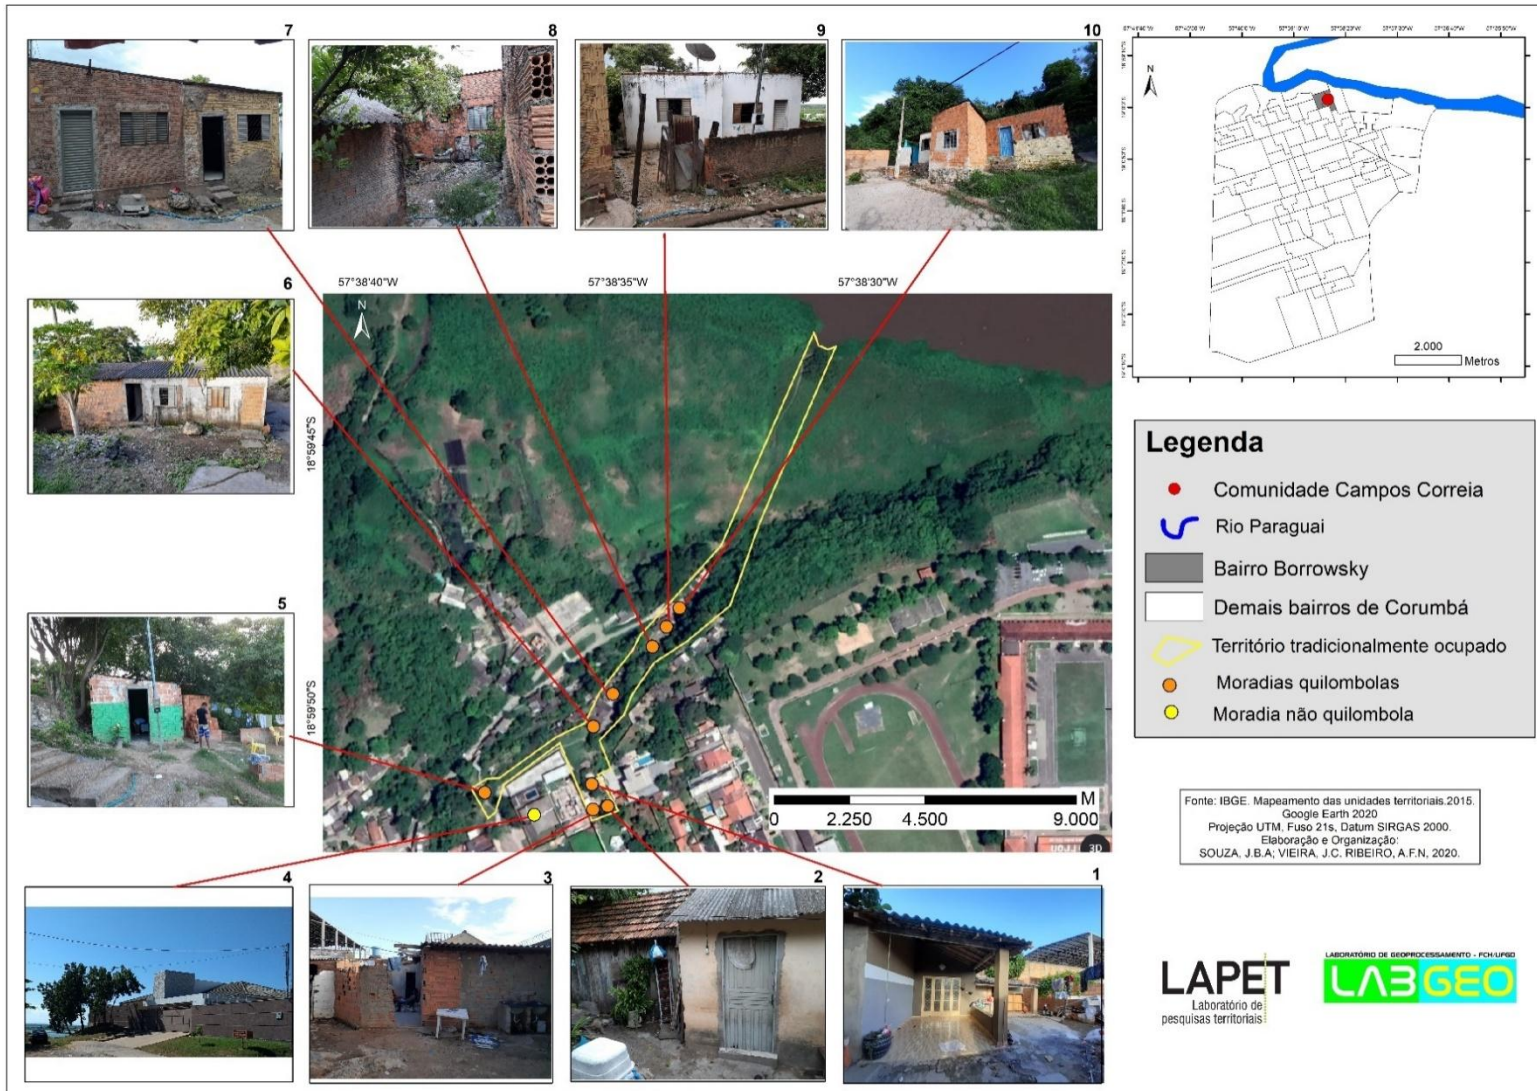 7
8
9
10
6
57°38'40"W
57°38'35"W
57°38'30"W
N
18°59'45"S
5
18°59'50"S
M
0
2.250
4.500
9.000
4
3
2
1
N
2.000
Metros
Legenda
Comunidade Campos Correia
Rio Paraguai
Bairro Borrowsky
Demais bairros de Corumbá
Território tradicionalmente ocupado
Moradias quilombolas
Moradia não quilombola
Fonte: IBGE. Mapeamento das unidades territoriais.2015.
Google Earth 2020
Projeção UTM, Fuso 21s, Datum SIRGAS 2000.
Elaboração e Organização:
SOUZA, J.B.A; VIEIRA, J.C. RIBEIRO, A.F.N, 2020.
LAPET
Laboratório de
pesquisas territoriais
LABORATÓRIO DE GEOPROCESSAMENTO - FCH/UFGD
LABGEO